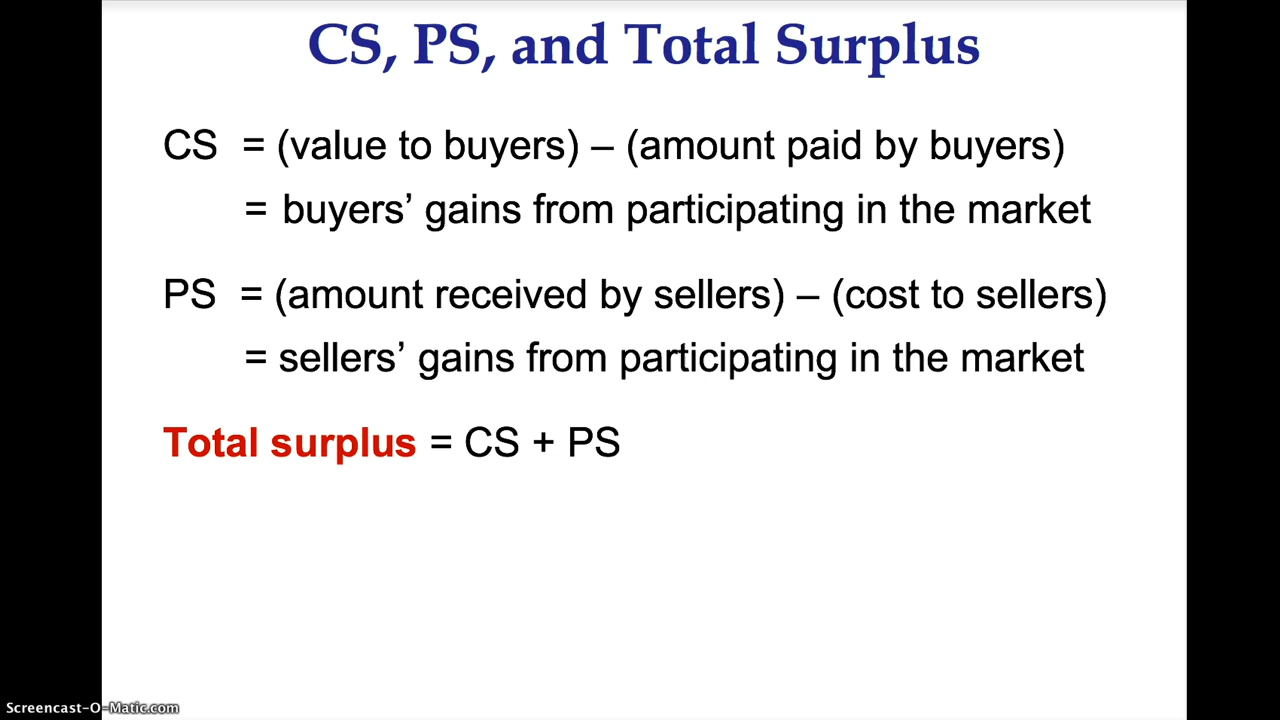 CS, PS, and Total Surplus
CS = (value to buyers) – (amount paid by buyers)
= buyers’ gains from participating in the market
PS = (amount received by sellers) – (cost to sellers)
= sellers’ gains from participating in the market
Total surplus = CS + PS
Screencast-O-Matic.com